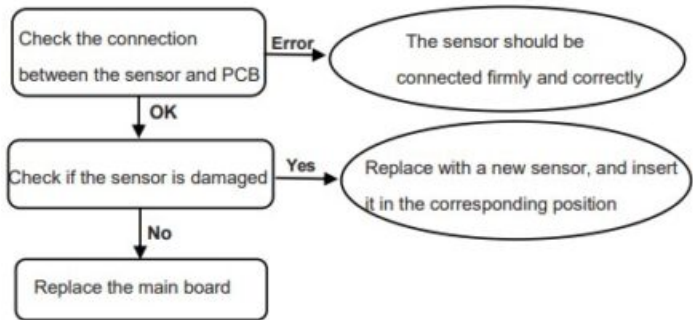 Check the connection
between the sensor and PCB
Error
The sensor should be
connected firmly and correctly
OK
Check if the sensor is damaged
Yes
Replace with a new sensor, and insert
it in the corresponding position
No
Replace the main board